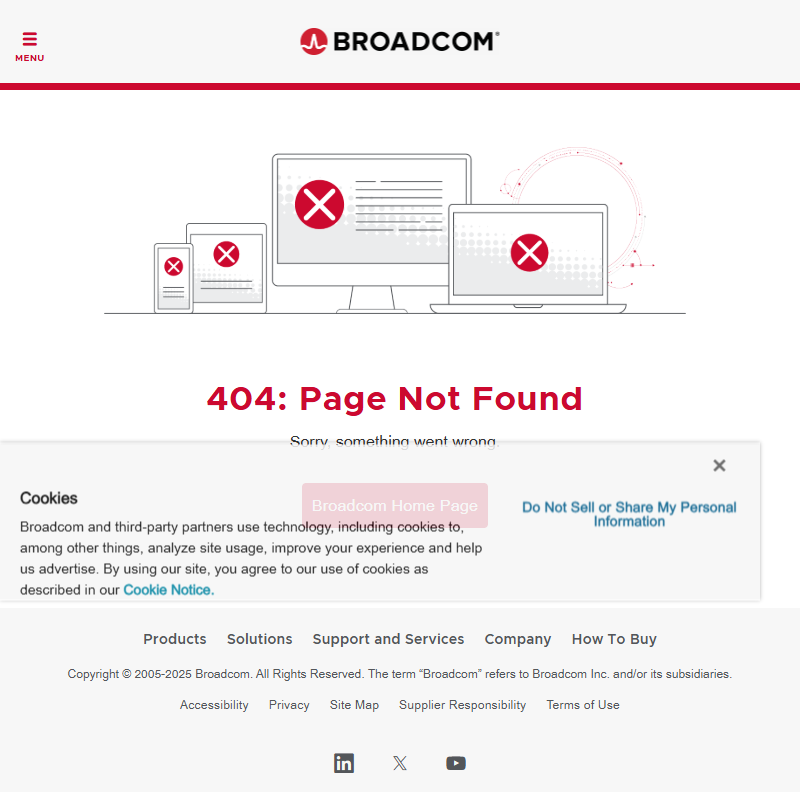 MENU
BROADCOM®
404: Page Not Found
Sorry, something went wrong.
Broadcom Home Page
Cookies
Broadcom and third-party partners use technology, including cookies to,
among other things, analyze site usage, improve your experience and help
us advertise. By using our site, you agree to our use of cookies as
described in our Cookie Notice.
Do Not Sell or Share My Personal
Information
Products Solutions Support and Services Company How To Buy
Copyright © 2005-2025 Broadcom. All Rights Reserved. The term “Broadcom” refers to Broadcom Inc. and/or its subsidiaries.
Accessibility Privacy Site Map Supplier Responsibility Terms of Use